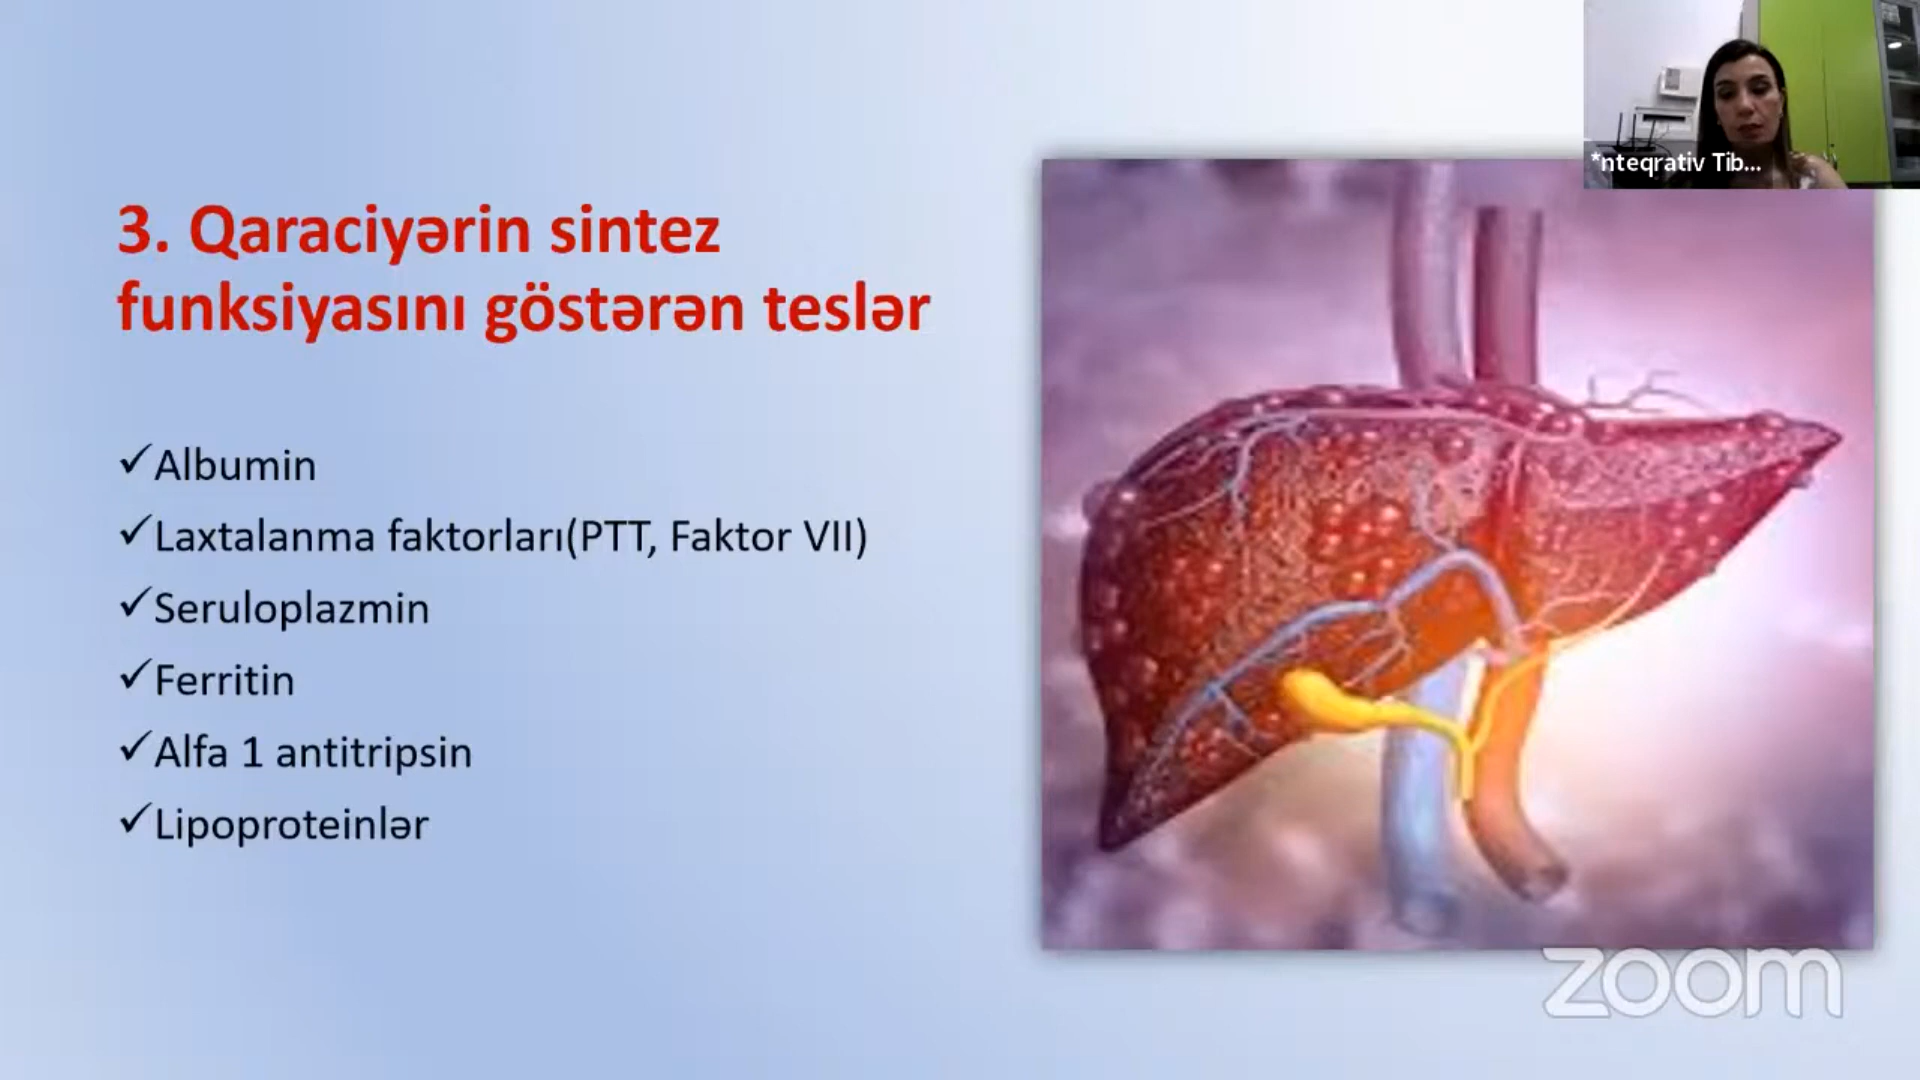 3. Qaraciyərin sintez
funksiyasını göstərən teslər
✓Albumin
✓Laxtalanma faktorları(PTT, Faktor VII)
✓Seruloplazmin
✓Ferritin
✓Alfa 1 antitripsin
✓Lipoproteinlər
*nteqrativ Tib...
zoom